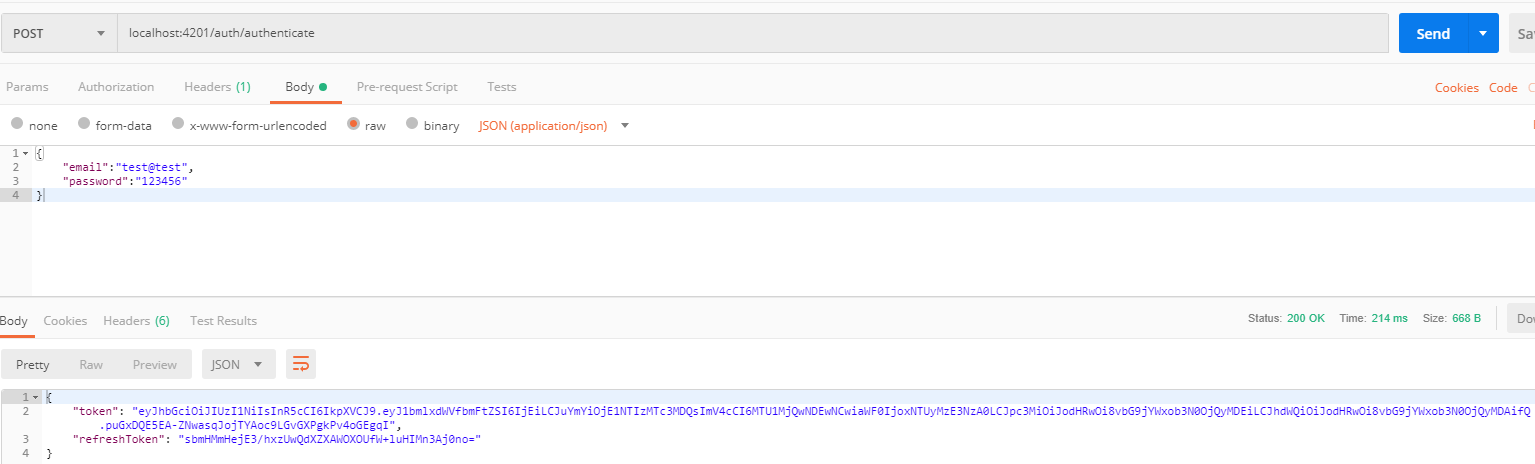 POST localhost:4201/auth/authenticate Send
Params Authorization Headers (1) Body Pre-request Script Tests Cookies Code
none form-data x-www-form-urlencoded raw binary JSON (application/json)
1 {
2 "email":"test@test",
3 "password":"123456"
4 }
Body Cookies Headers (6) Test Results Status: 200 OK Time: 214 ms Size: 668 B
Pretty Raw Preview JSON
1 {
2 "token": "eyJhbGciOiJIUzI1NiIsInR5cCI6IkpXVCJ9.eyJ1bmlxdWVfbmFtZSI6IjEiLCJuYmYiOjE1NTIzMTc3MDQsImV4cCI6MTU1MjQwNDEwNCwiaWF0IjoxNTUyMzE3NzA0LCJpc3MiOiJodHRwOi8vbG9jYWxob3N0OjQyMDEiLCJhdWQiOiJodHRwOi8vbG9jYWxob3N0OjQyMDAifQ
.puGxDQE5EA-ZNwasqJojTYAoc9LGvGXPgkPv4oGEgqI",
3 "refreshToken": "sbmHMmHejE3/hxzUwQdXZXAWOXOUfW+luHIMn3Aj0no="
4 }